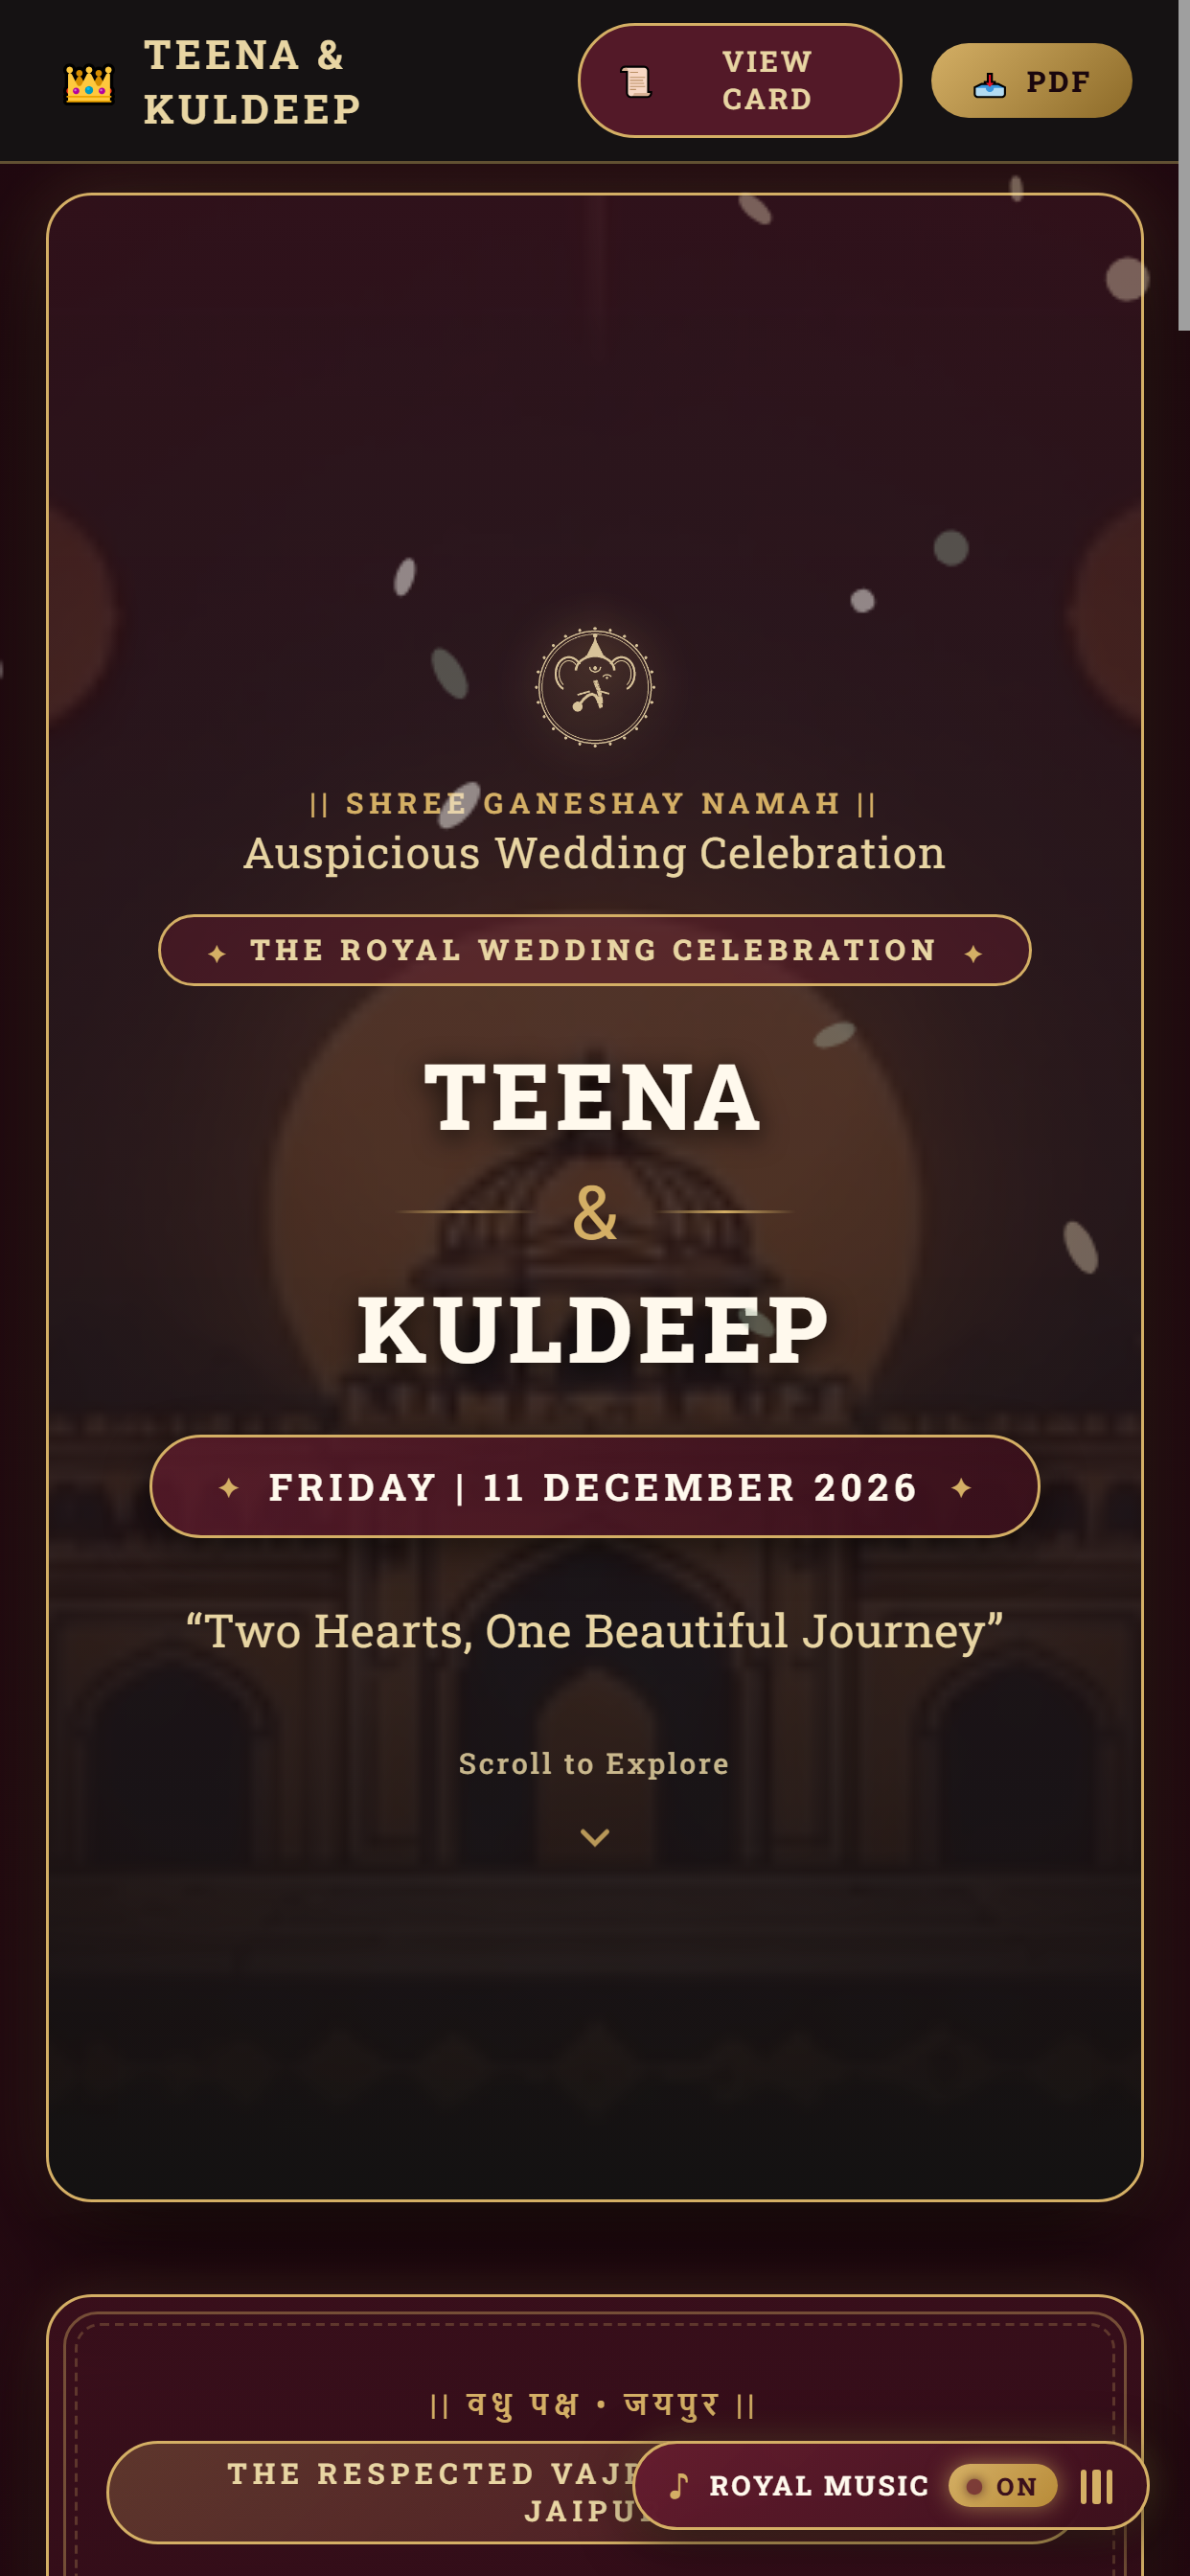 TEENA &
KULDEEP
VIEW
CARD
PDF
|| SHREE GANESHAY NAMAH ||
Auspicious Wedding Celebration
THE ROYAL WEDDING CELEBRATION
TEENA
&
KULDEEP
FRIDAY | 11 DECEMBER 2026
“Two Hearts, One Beautiful Journey”
Scroll to Explore
|| वधु पक्ष • जयपुर ||
THE RESPECTED
ROYAL MUSIC ON